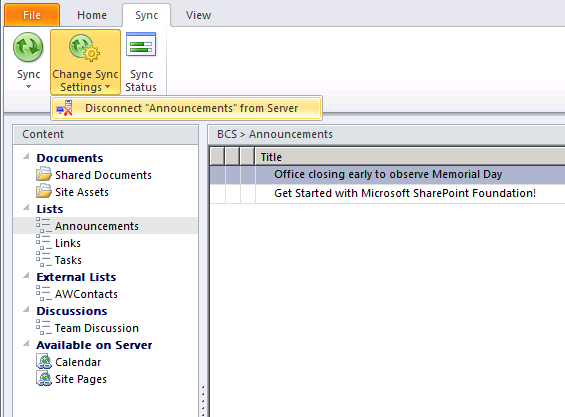 File Home Sync View
Sync Change Sync Settings Sync Status
Disconnect "Announcements" from Server
Content
Documents
Shared Documents
Site Assets
Lists
Announcements
Links
Tasks
External Lists
AWContacts
Discussions
Team Discussion
Available on Server
Calendar
Site Pages
BCS > Announcements
Title
Office closing early to observe Memorial Day
Get Started with Microsoft SharePoint Foundation!